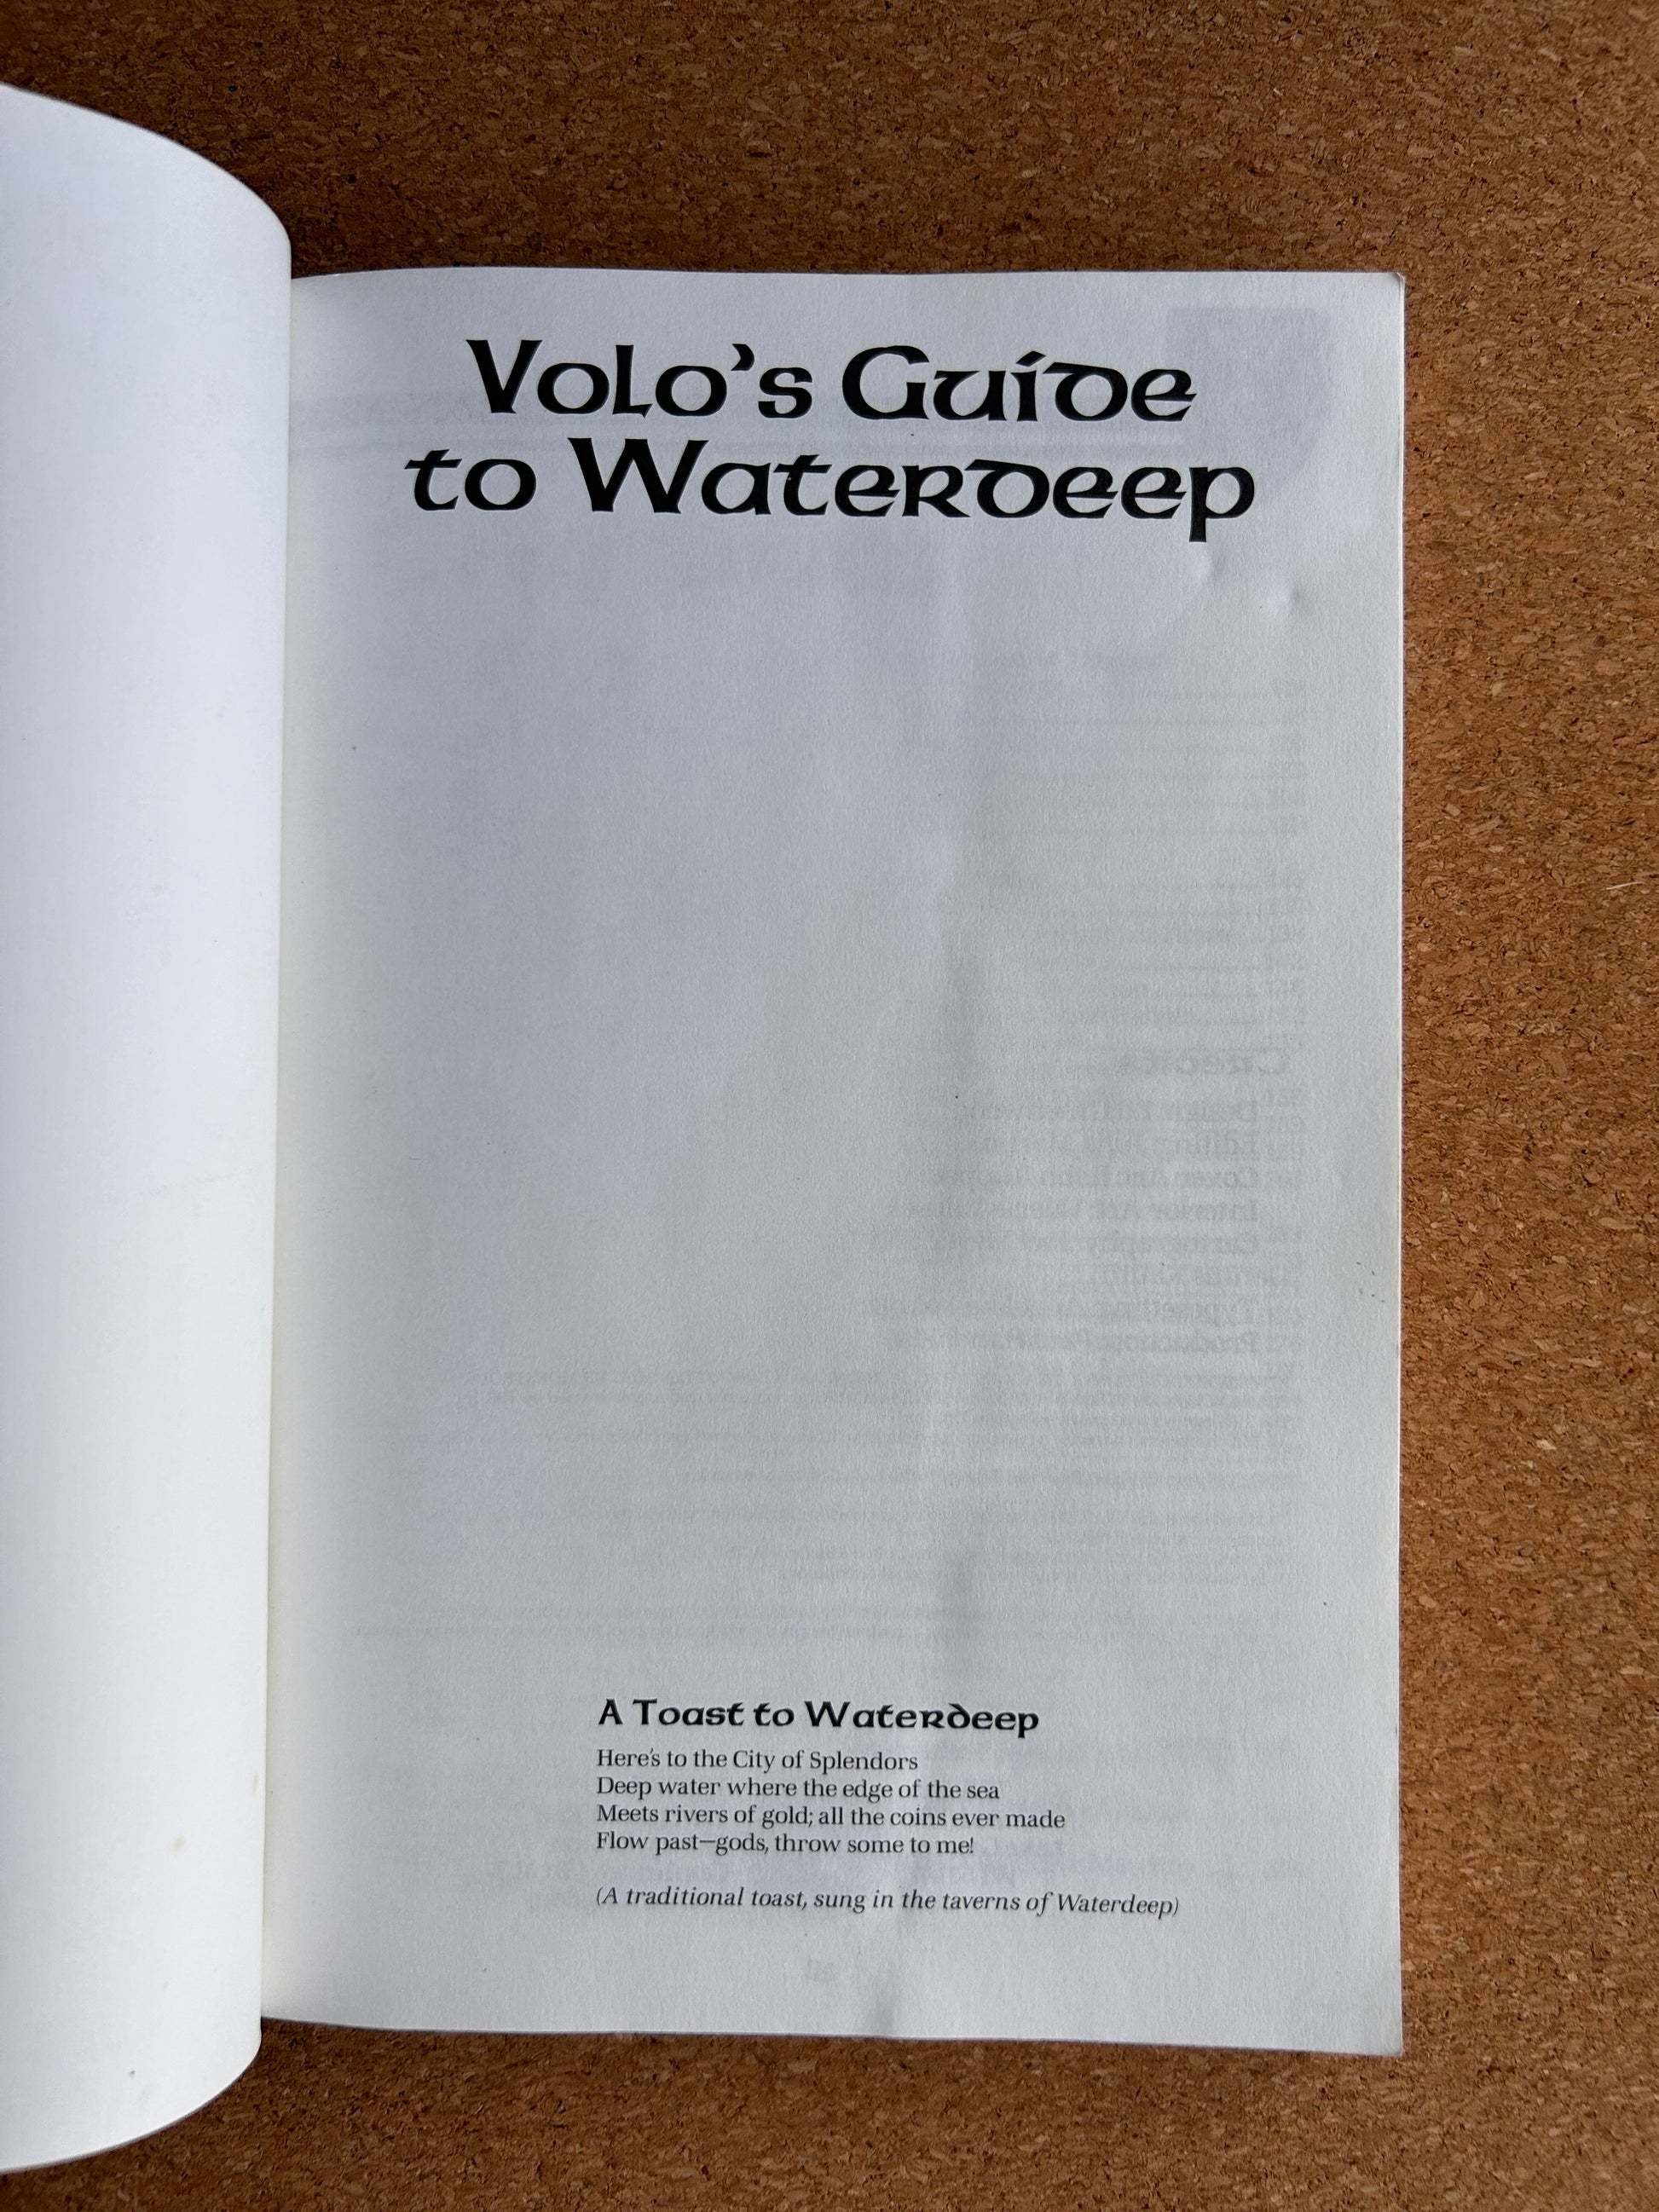 Volo's Guide
to Waterdeep
A Toast to Waterdeep
Here's to the City of Splendors
Deep water where the edge of the sea
Meets rivers of gold; all the coins ever made
Flow past—gods, throw some to me!
(A traditional toast, sung in the taverns of Waterdeep)